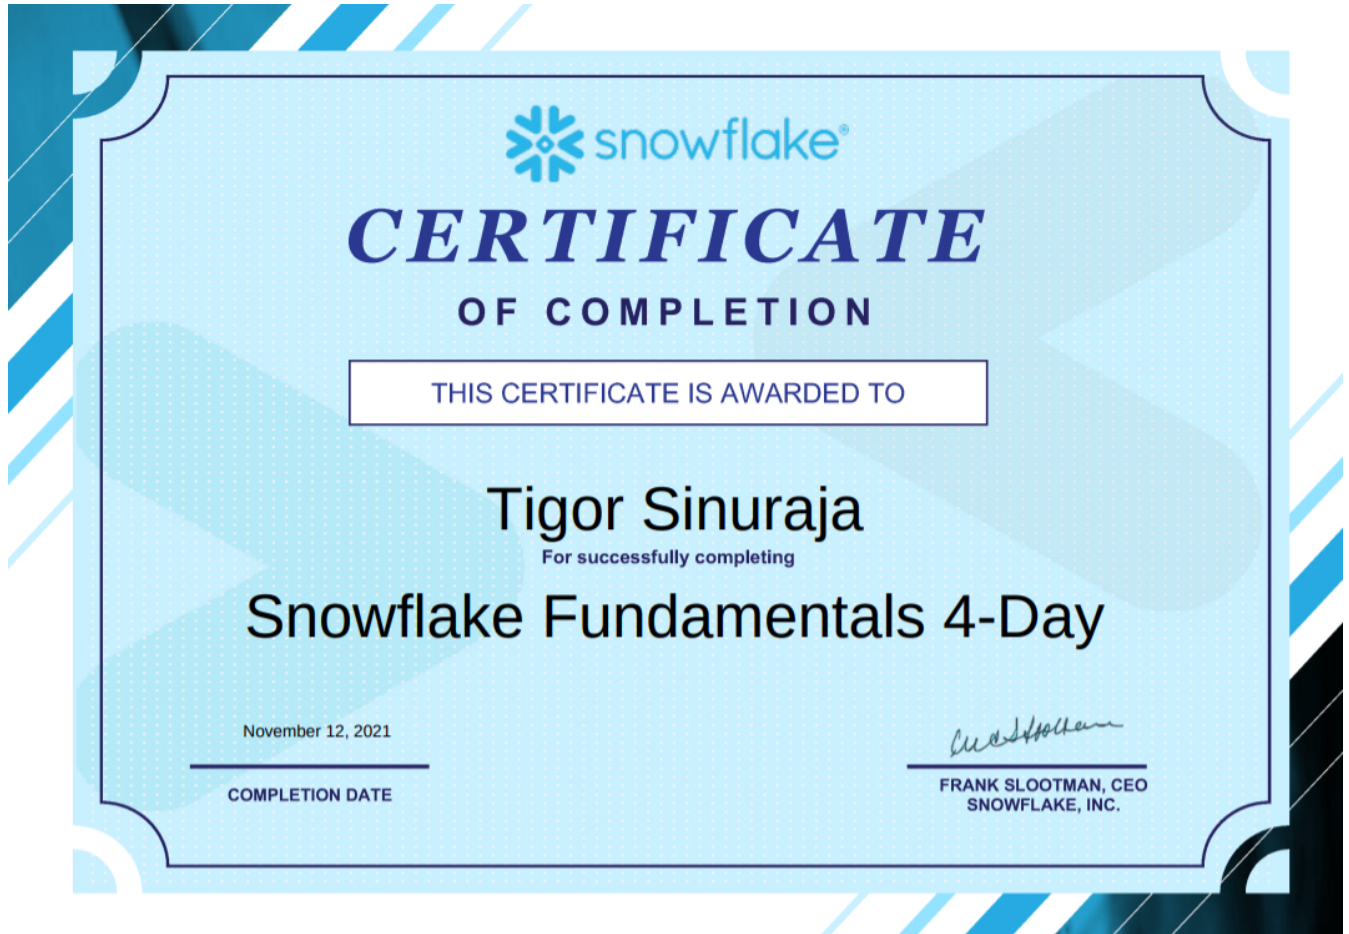 snowflake®
CERTIFICATE
OF COMPLETION
THIS CERTIFICATE IS AWARDED TO
Tigor Sinuraja
For successfully completing
Snowflake Fundamentals 4-Day
November 12, 2021
COMPLETION DATE
FRANK SLOOTMAN, CEO
SNOWFLAKE, INC.